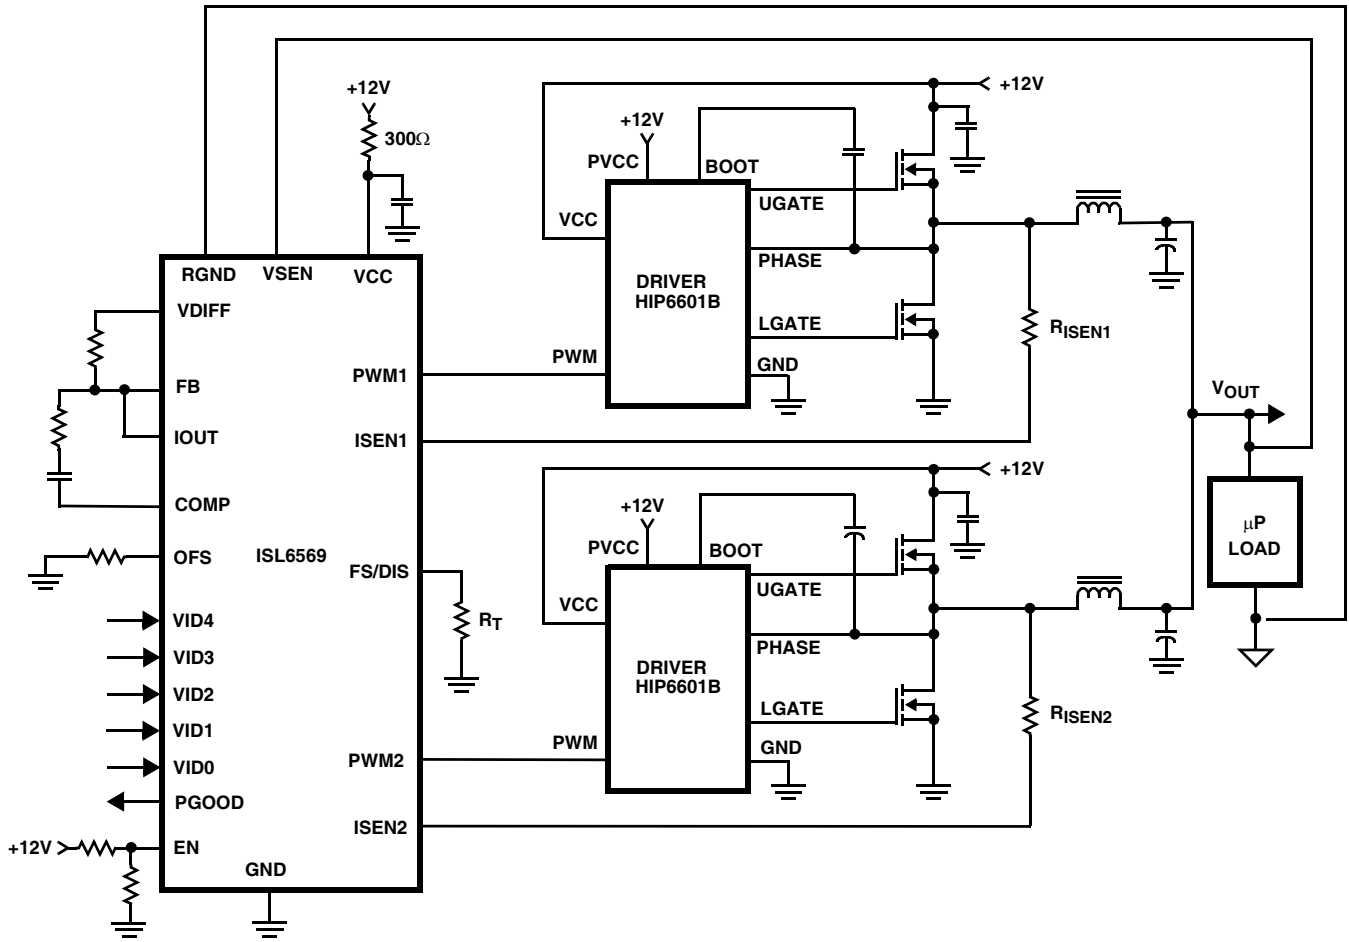 +12V
300Ω
+12V
+12V
PVCC
BOOT
UGATE
VCC
PHASE
DRIVER
HIP6601B
LGATE
GND
PWM
RISEN1
RGND
VSEN
VCC
VDIFF
FB
IOUT
COMP
OFS
ISL6569
VID4
VID3
VID2
VID1
VID0
PGOOD
+12V
EN
GND
PWM1
ISEN1
FS/DIS
RT
PWM2
ISEN2
+12V
+12V
PVCC
BOOT
UGATE
VCC
PHASE
DRIVER
HIP6601B
LGATE
GND
PWM
RISEN2
VOUT
μP
LOAD